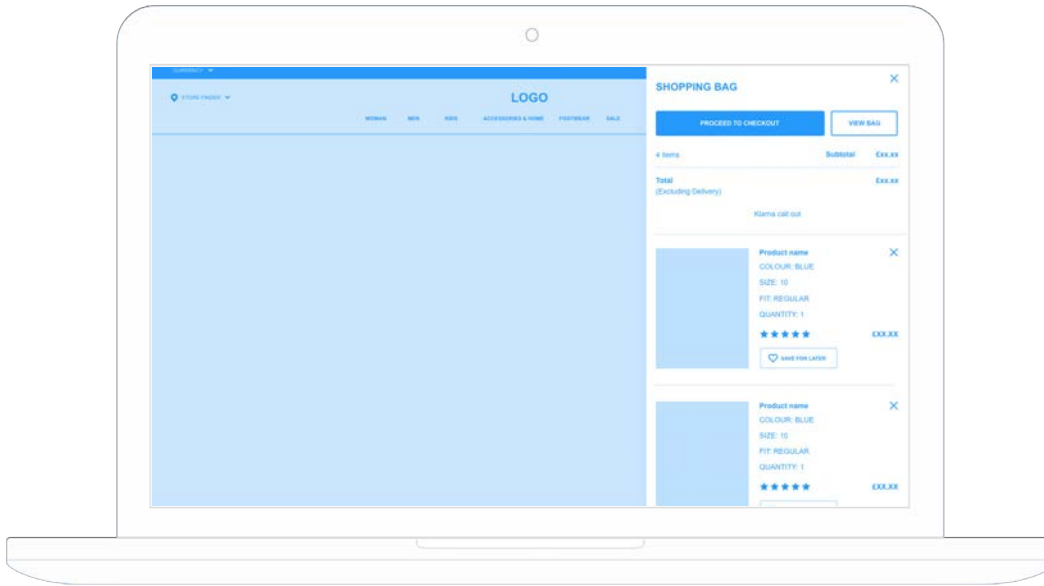 CURRENCY
STORE FINDER
LOGO
WOMAN MEN KIDS ACCESSORIES & HOME FOOTWEAR SALE
SHOPPING BAG
PROCEED TO CHECKOUT VIEW BAG
4 items Subtotal £xx.xx
Total £xx.xx
(Excluding Delivery)
Klarna call out
Product name
COLOUR: BLUE
SIZE: 10
FIT: REGULAR
QUANTITY: 1
£XX.XX
SAVE FOR LATER
Product name
COLOUR: BLUE
SIZE: 10
FIT: REGULAR
QUANTITY: 1
£XX.XX